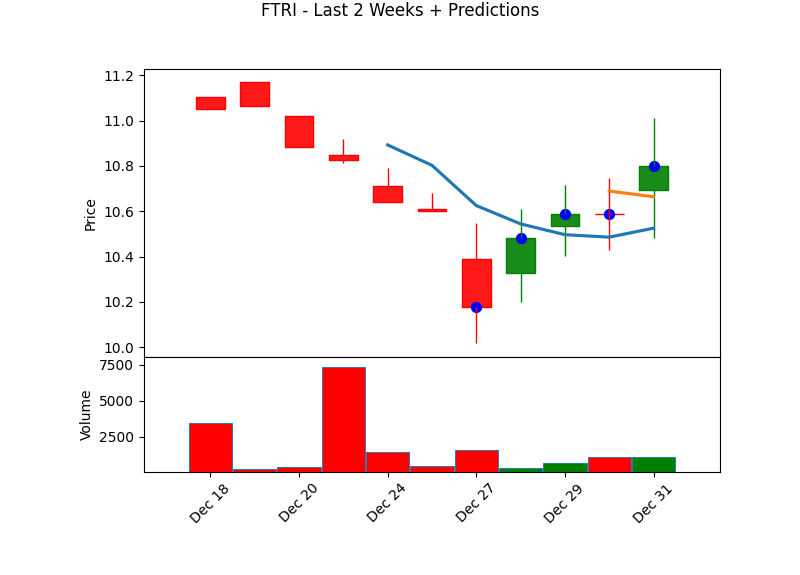 FTRI - Last 2 Weeks + Predictions
11.2
11.0
10.8
10.6
10.4
10.2
10.0
Price
7500
5000
2500
Volume
Dec 18
Dec 20
Dec 24
Dec 27
Dec 29
Dec 31